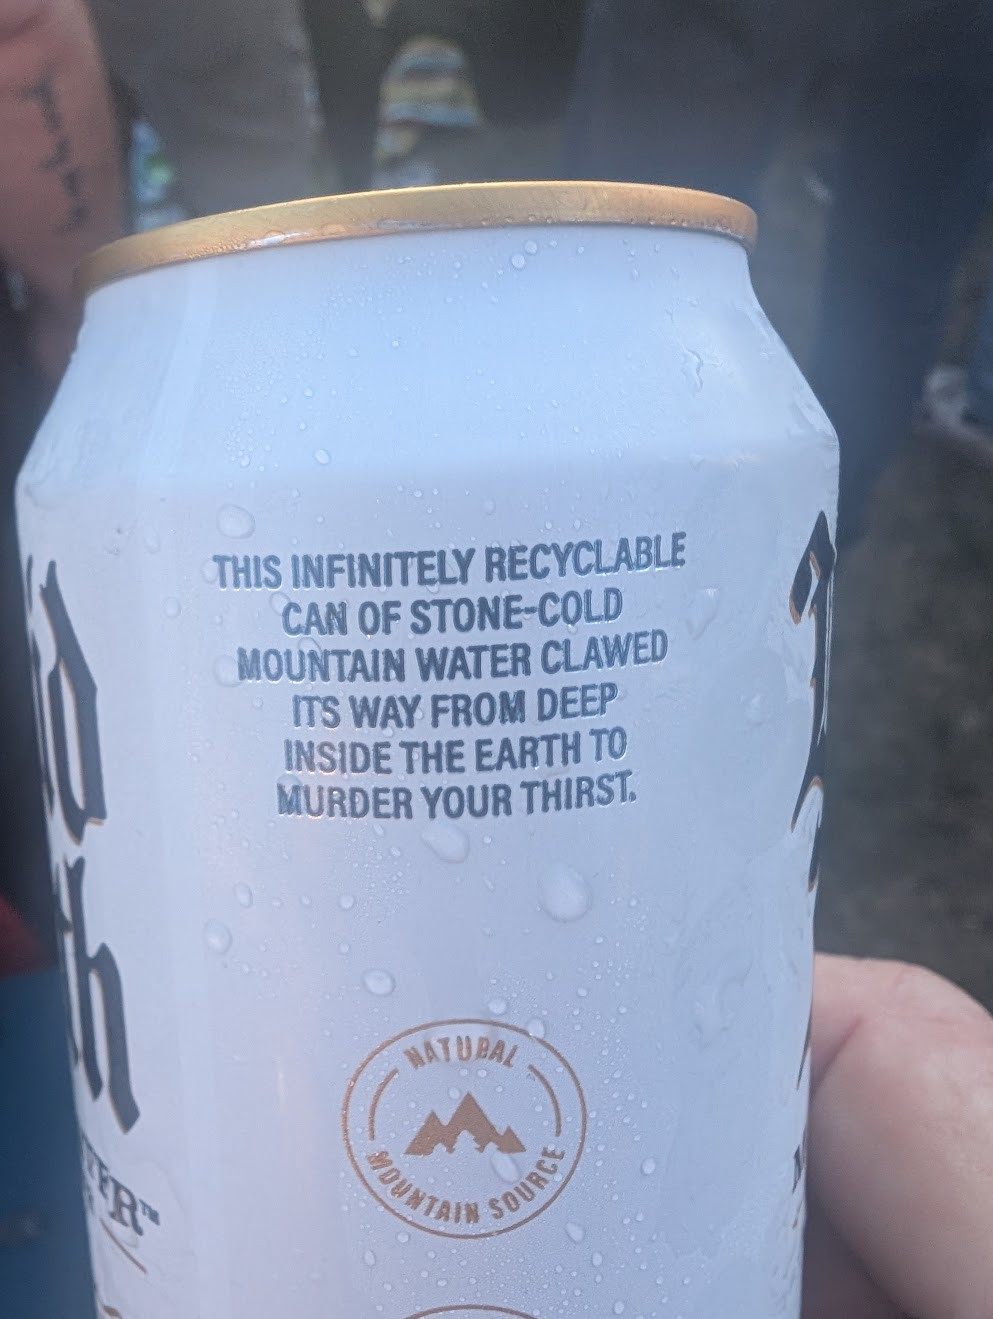 THIS INFINITELY RECYCLABLE
CAN OF STONE-COLD
MOUNTAIN WATER CLAWED
ITS WAY FROM DEEP
INSIDE THE EARTH TO
MURDER YOUR THIRST.
NATURAL
MOUNTAIN SOURCE